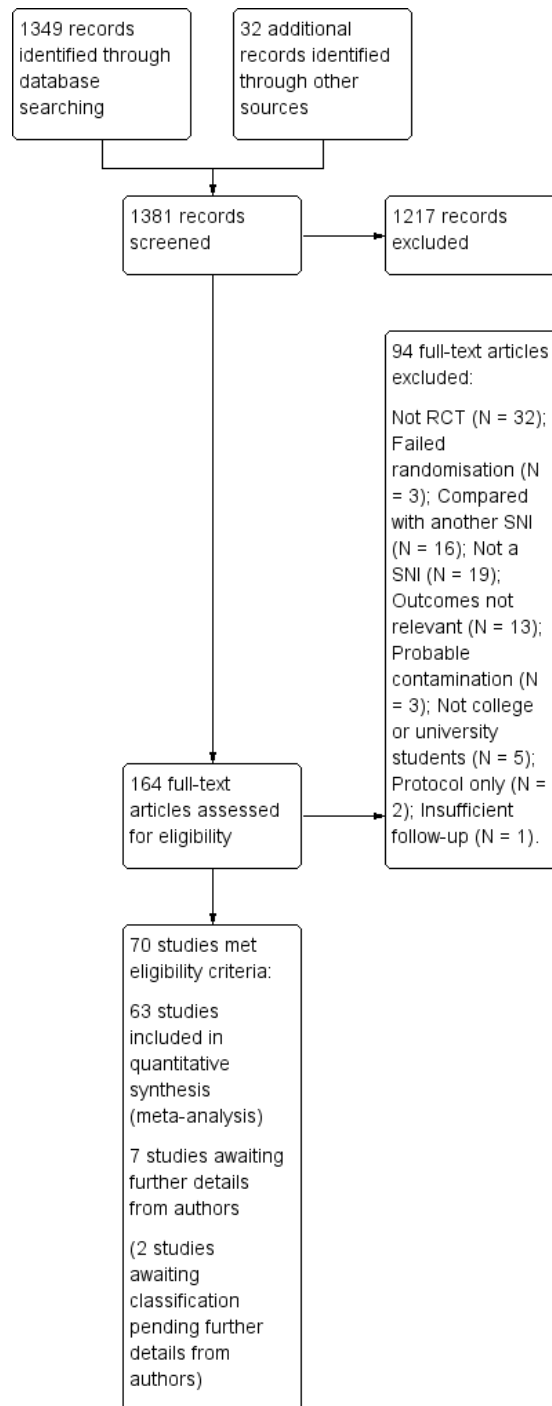 1349 records
identified through
database
searching
32 additional
records identified
through other
sources
1381 records
screened
1217 records
excluded
94 full-text articles
excluded:
Not RCT (N = 32);
Failed
randomisation (N
= 3); Compared
with another SNI
(N = 16); Not a
SNI (N = 19);
Outcomes not
relevant (N = 13);
Probable
contamination (N
= 3); Not college
or university
students (N = 5);
Protocol only (N =
2); Insufficient
follow-up (N = 1).
164 full-text
articles assessed
for eligibility
70 studies met
eligibility criteria:
63 studies
included in
quantitative
synthesis
(meta-analysis)
7 studies awaiting
further details
from authors
(2 studies
awaiting
classification
pending further
details from
authors)